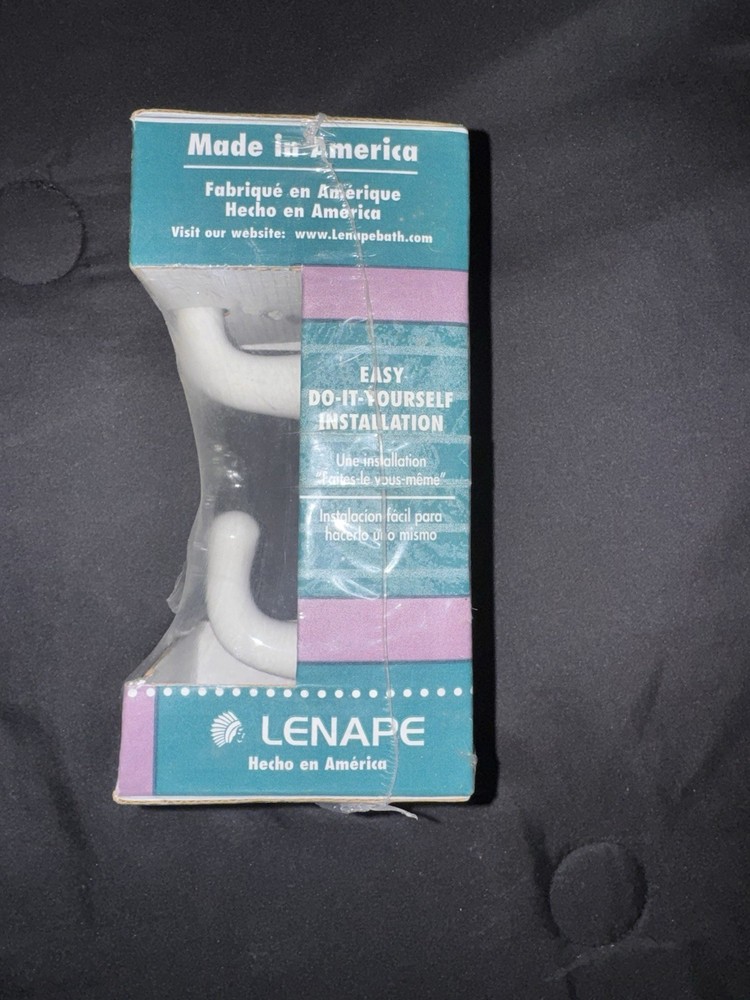 Made in America
Fabriqué en Amérique
Hecho en América
Visit our website: www.Lenapebath.com
EASY
DO-IT-YOURSELF
INSTALLATION
Une installation
"Faites-le vous-même"
Instalacion fácil para
hacerlo uno mismo
LENAPE
Hecho en América